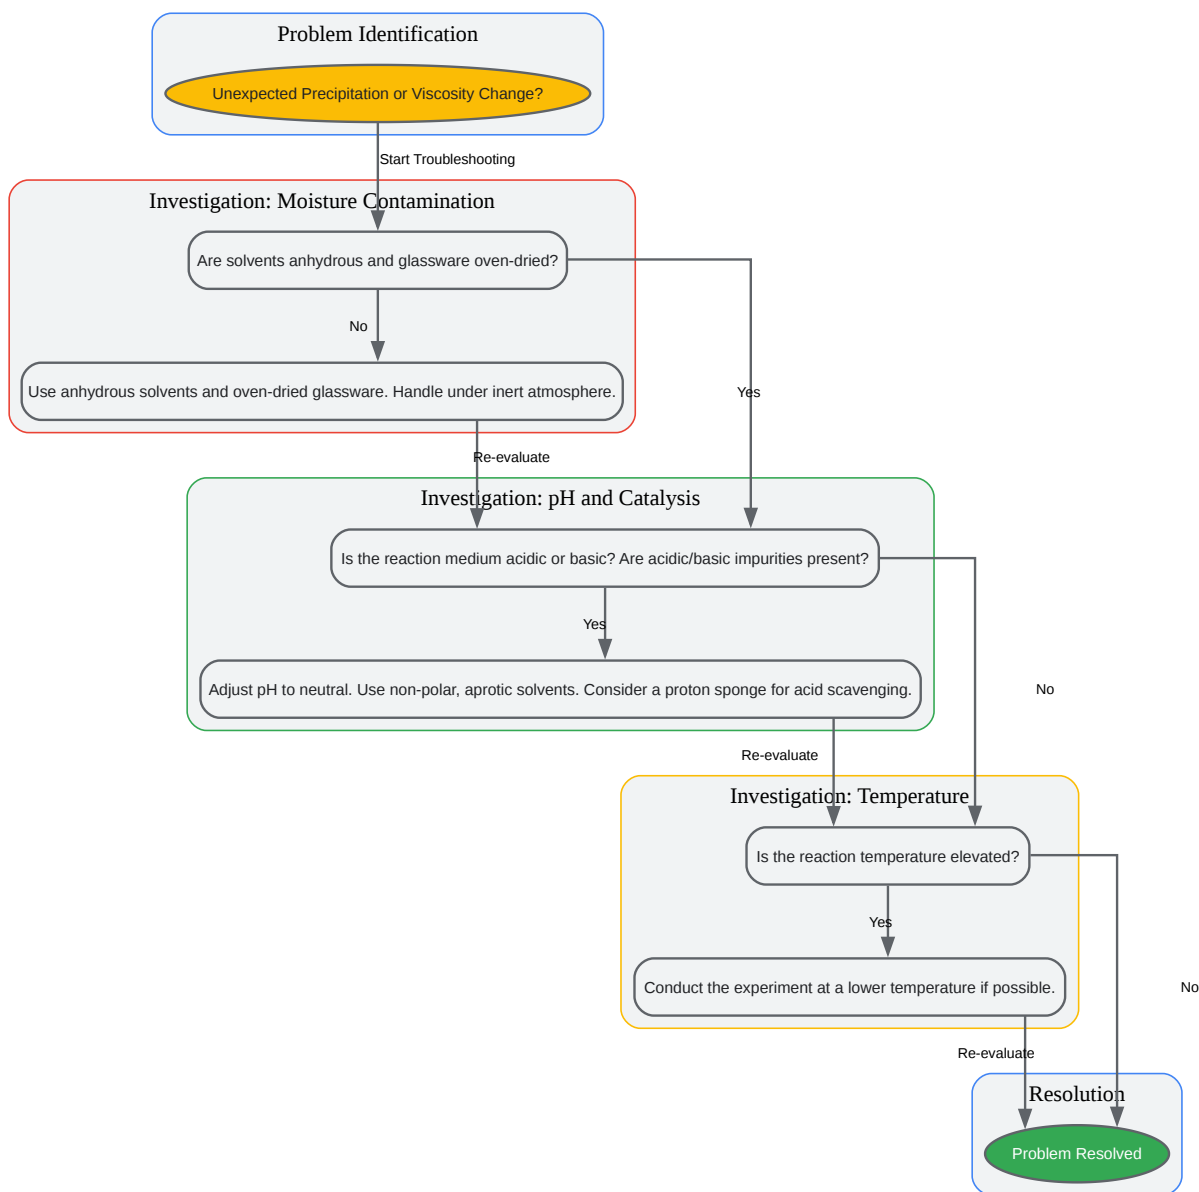 Problem Identification
Unexpected Precipitation or Viscosity Change?
Start Troubleshooting
Investigation: Moisture Contamination
Are solvents anhydrous and glassware oven-dried?
No
Use anhydrous solvents and oven-dried glassware. Handle under inert atmosphere.
Yes
Re-evaluate
Investigation: pH and Catalysis
Is the reaction medium acidic or basic? Are acidic/basic impurities present?
Yes
Adjust pH to neutral. Use non-polar, aprotic solvents. Consider a proton sponge for acid scavenging.
No
Re-evaluate
Investigation: Temperature
Is the reaction temperature elevated?
Yes
Conduct the experiment at a lower temperature if possible.
No
Re-evaluate
Resolution
Problem Resolved